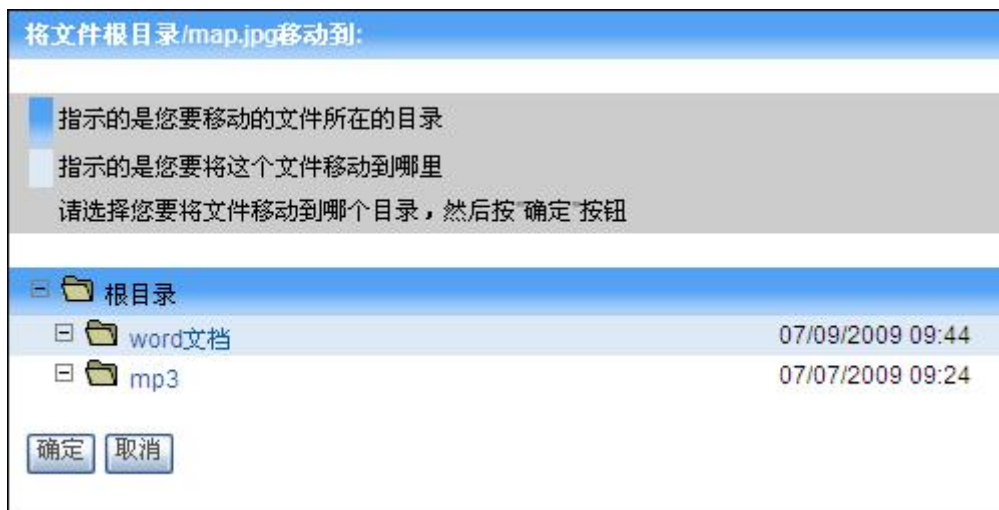 将文件根目录/map.jpg移动到:
指示的是您要移动的文件所在的目录
指示的是您要将这个文件移动到哪里
请选择您要将文件移动到哪个目录，然后按"确定"按钮
根目录
word文档 07/09/2009 09:44
mp3 07/07/2009 09:24
确定 取消